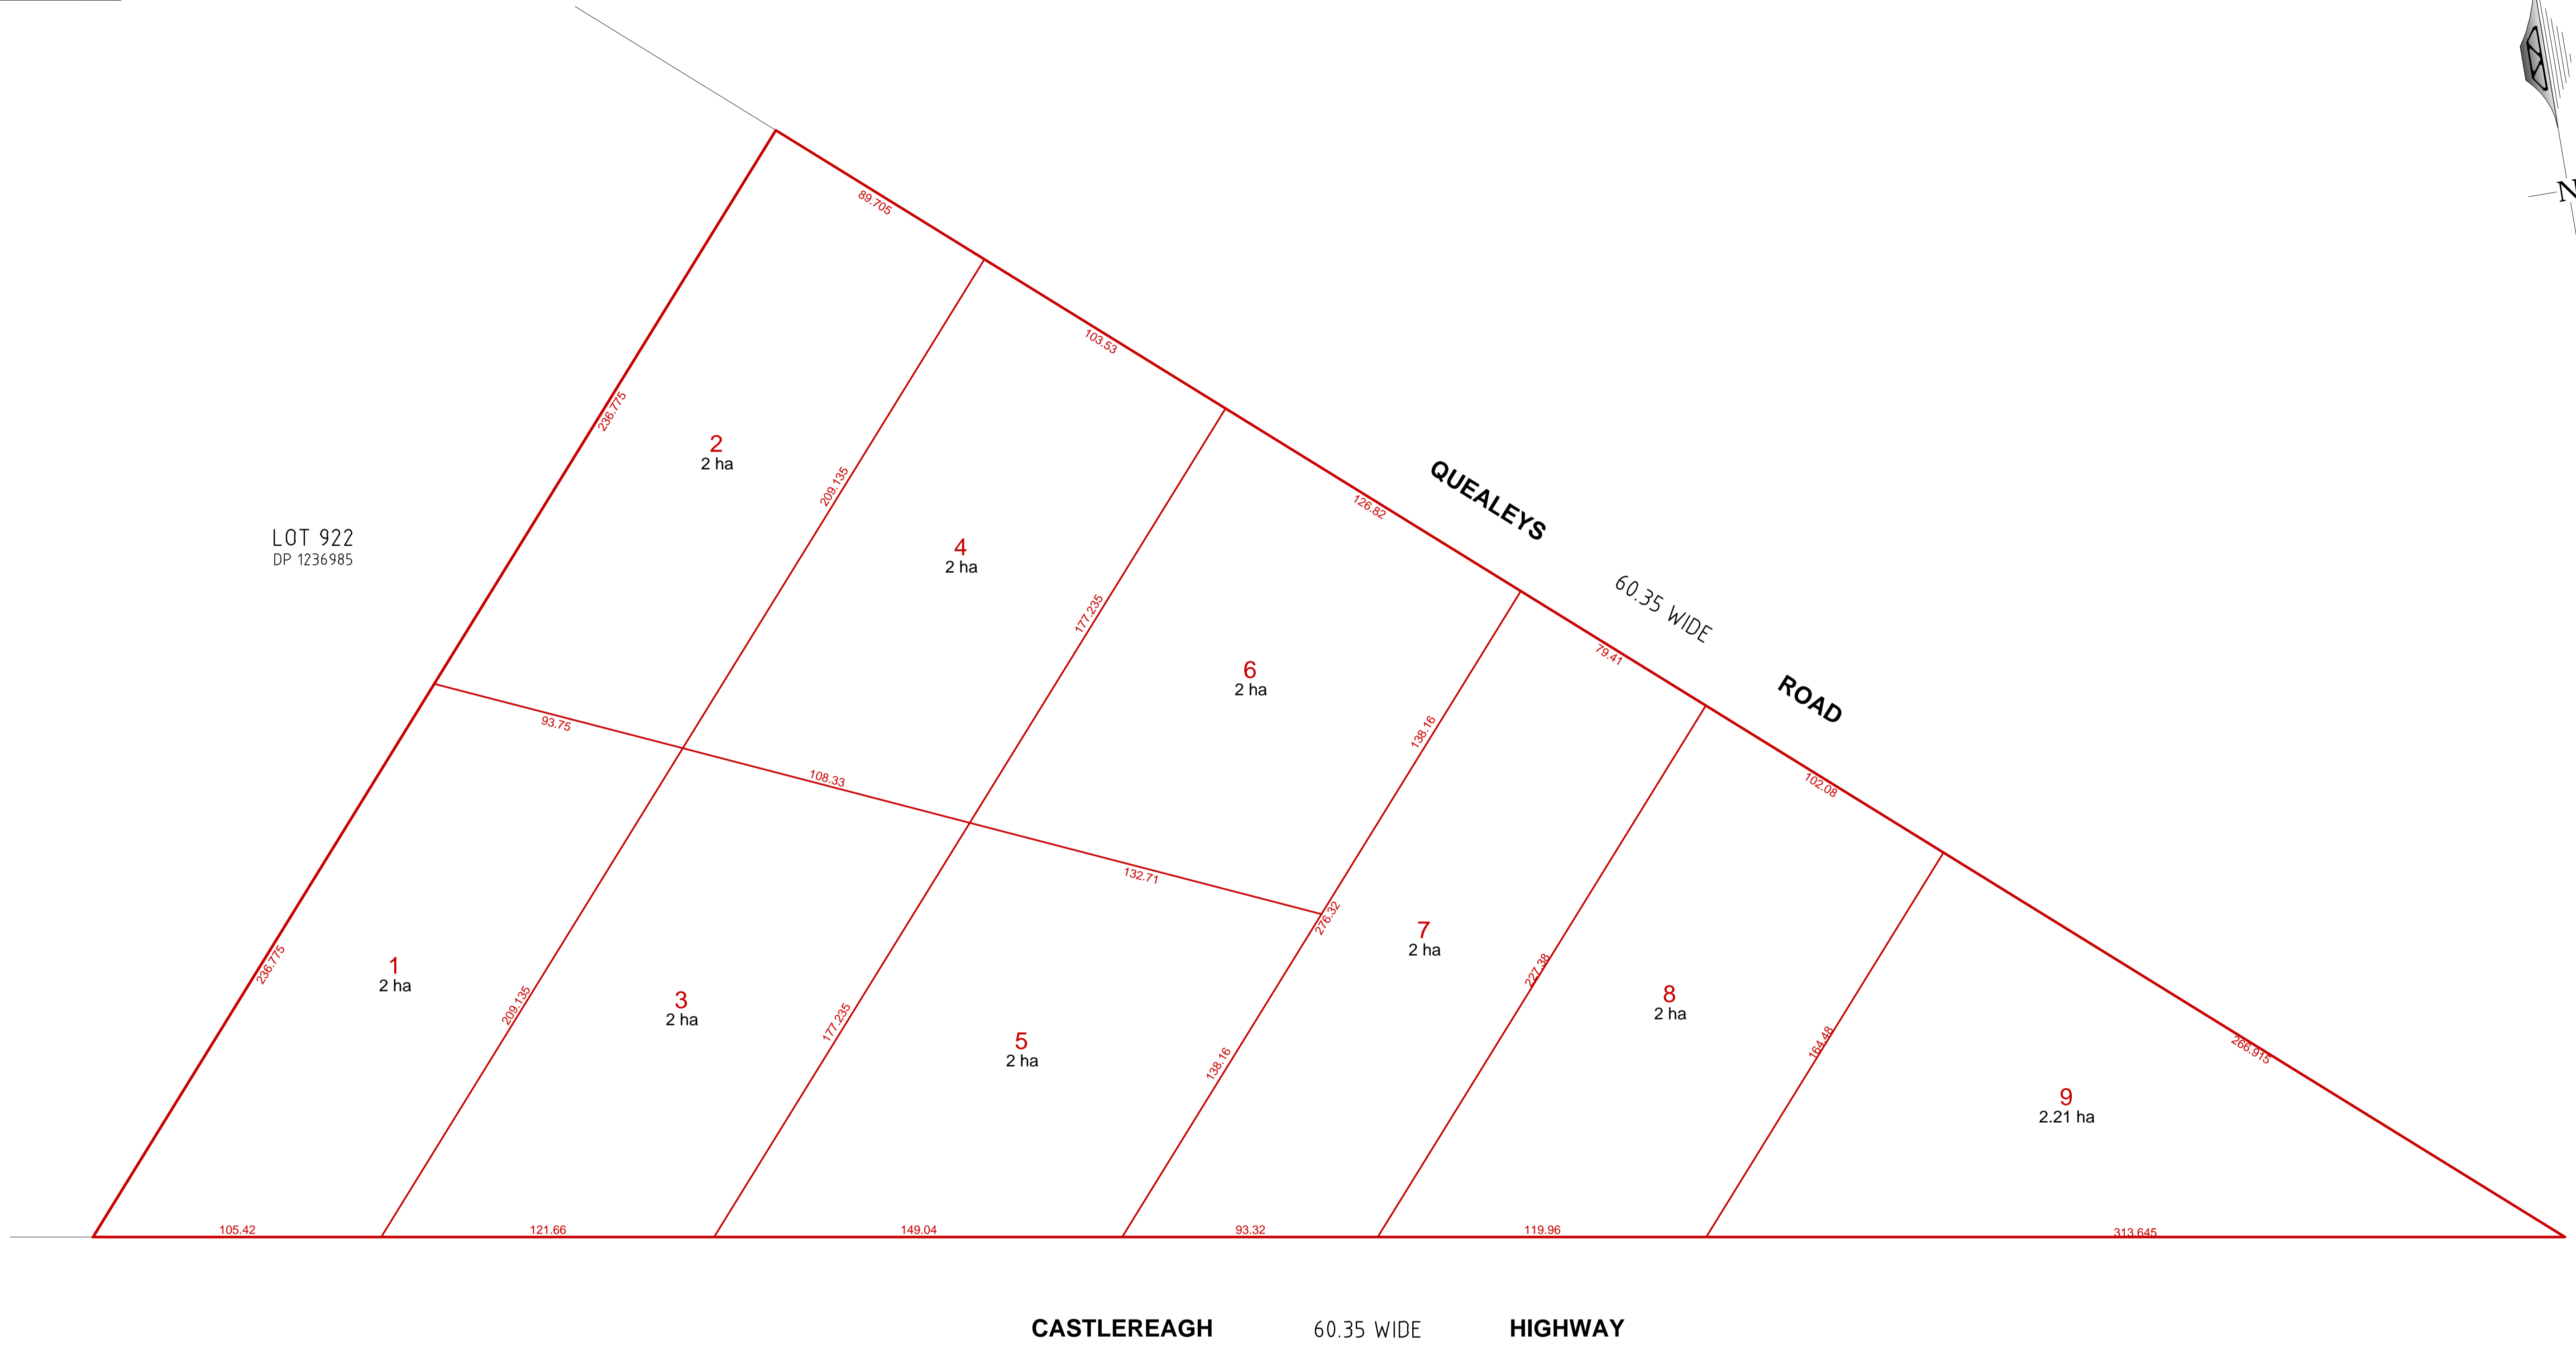 N
89.705
103.53
236.775
2
2 ha
209.135
QUEALEYS
126.82
LOT 922
DP 1236985
4
2 ha
60.35 WIDE
177.235
79.41
6
2 ha
ROAD
93.75
138.16
108.33
102.08
132.71
276.32
7
2 ha
236.775
1
2 ha
227.38
209.135
3
2 ha
8
2 ha
177.235
5
2 ha
164.48
266.915
138.16
9
2.21 ha
105.42
121.66
149.04
93.32
119.96
313.645
CASTLEREAGH 60.35 WIDE HIGHWAY